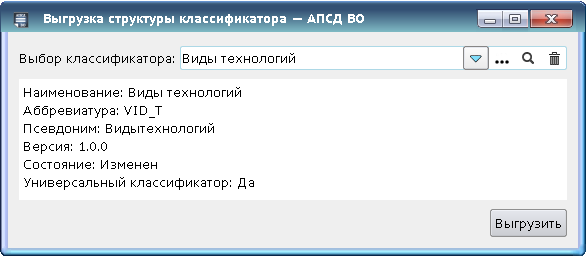 Выгрузка структуры классификатора — АПСД ВО
Выбор классификатора: Виды технологий ...
Наименование: Виды технологий
Аббревиатура: VID_T
Псевдоним: Видытехнологий
Версия: 1.0.0
Состояние: Изменен
Универсальный классификатор: Да
Выгрузить